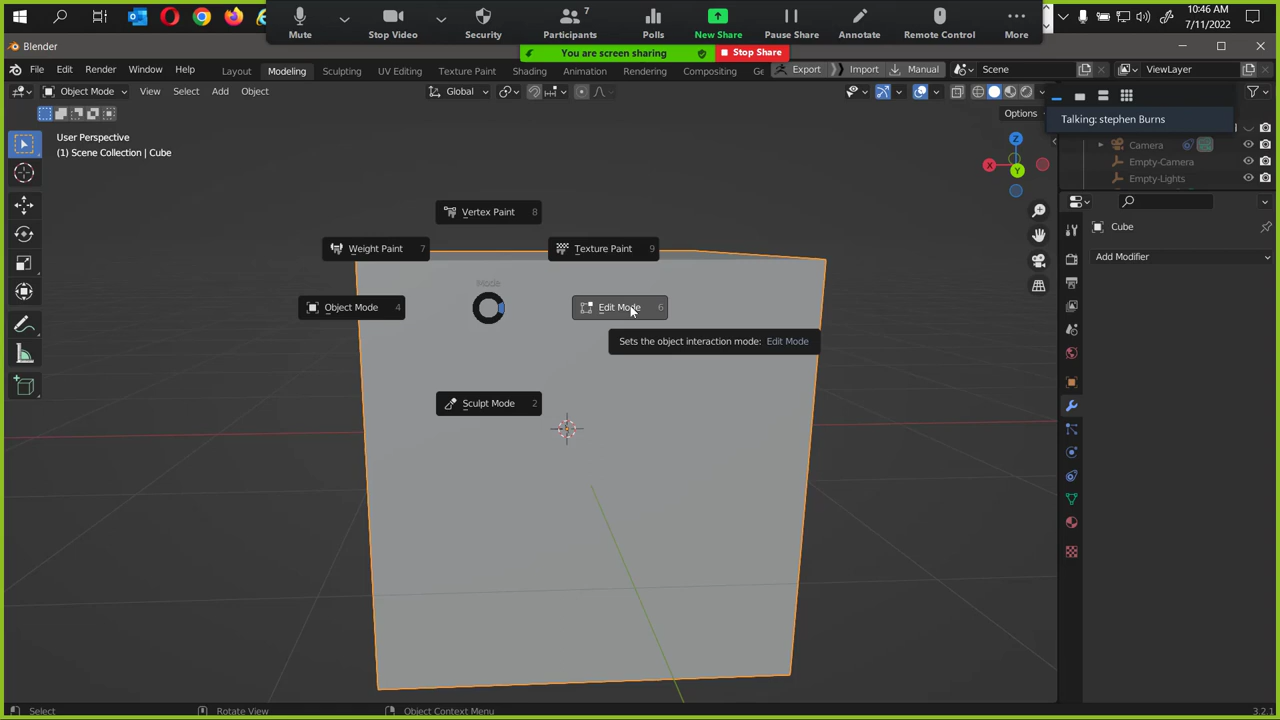 7
10:46 AM
7/11/2022
Mute
Stop Video
Security
Participants
Polls
New Share
Pause Share
Annotate
Remote Control
More
Blender
You are screen sharing
Stop Share
File Edit Render Window Help
Layout Modeling Sculpting UV Editing Texture Paint Shading Animation Rendering Compositing Ge
Export Import Manual
Scene
ViewLayer
Object Mode View Select Add Object
Global
Options
Talking: stephen Burns
User Perspective
(1) Scene Collection | Cube
Z
X
Y
Camera
Empty-Camera
Empty-Lights
Vertex Paint 8
Weight Paint 7
Texture Paint 9
Cube
Add Modifier
Mode
Object Mode 4
Edit Mode 6
Sets the object interaction mode: Edit Mode
Sculpt Mode 2
Select
Rotate View
Object Context Menu
3.2.1